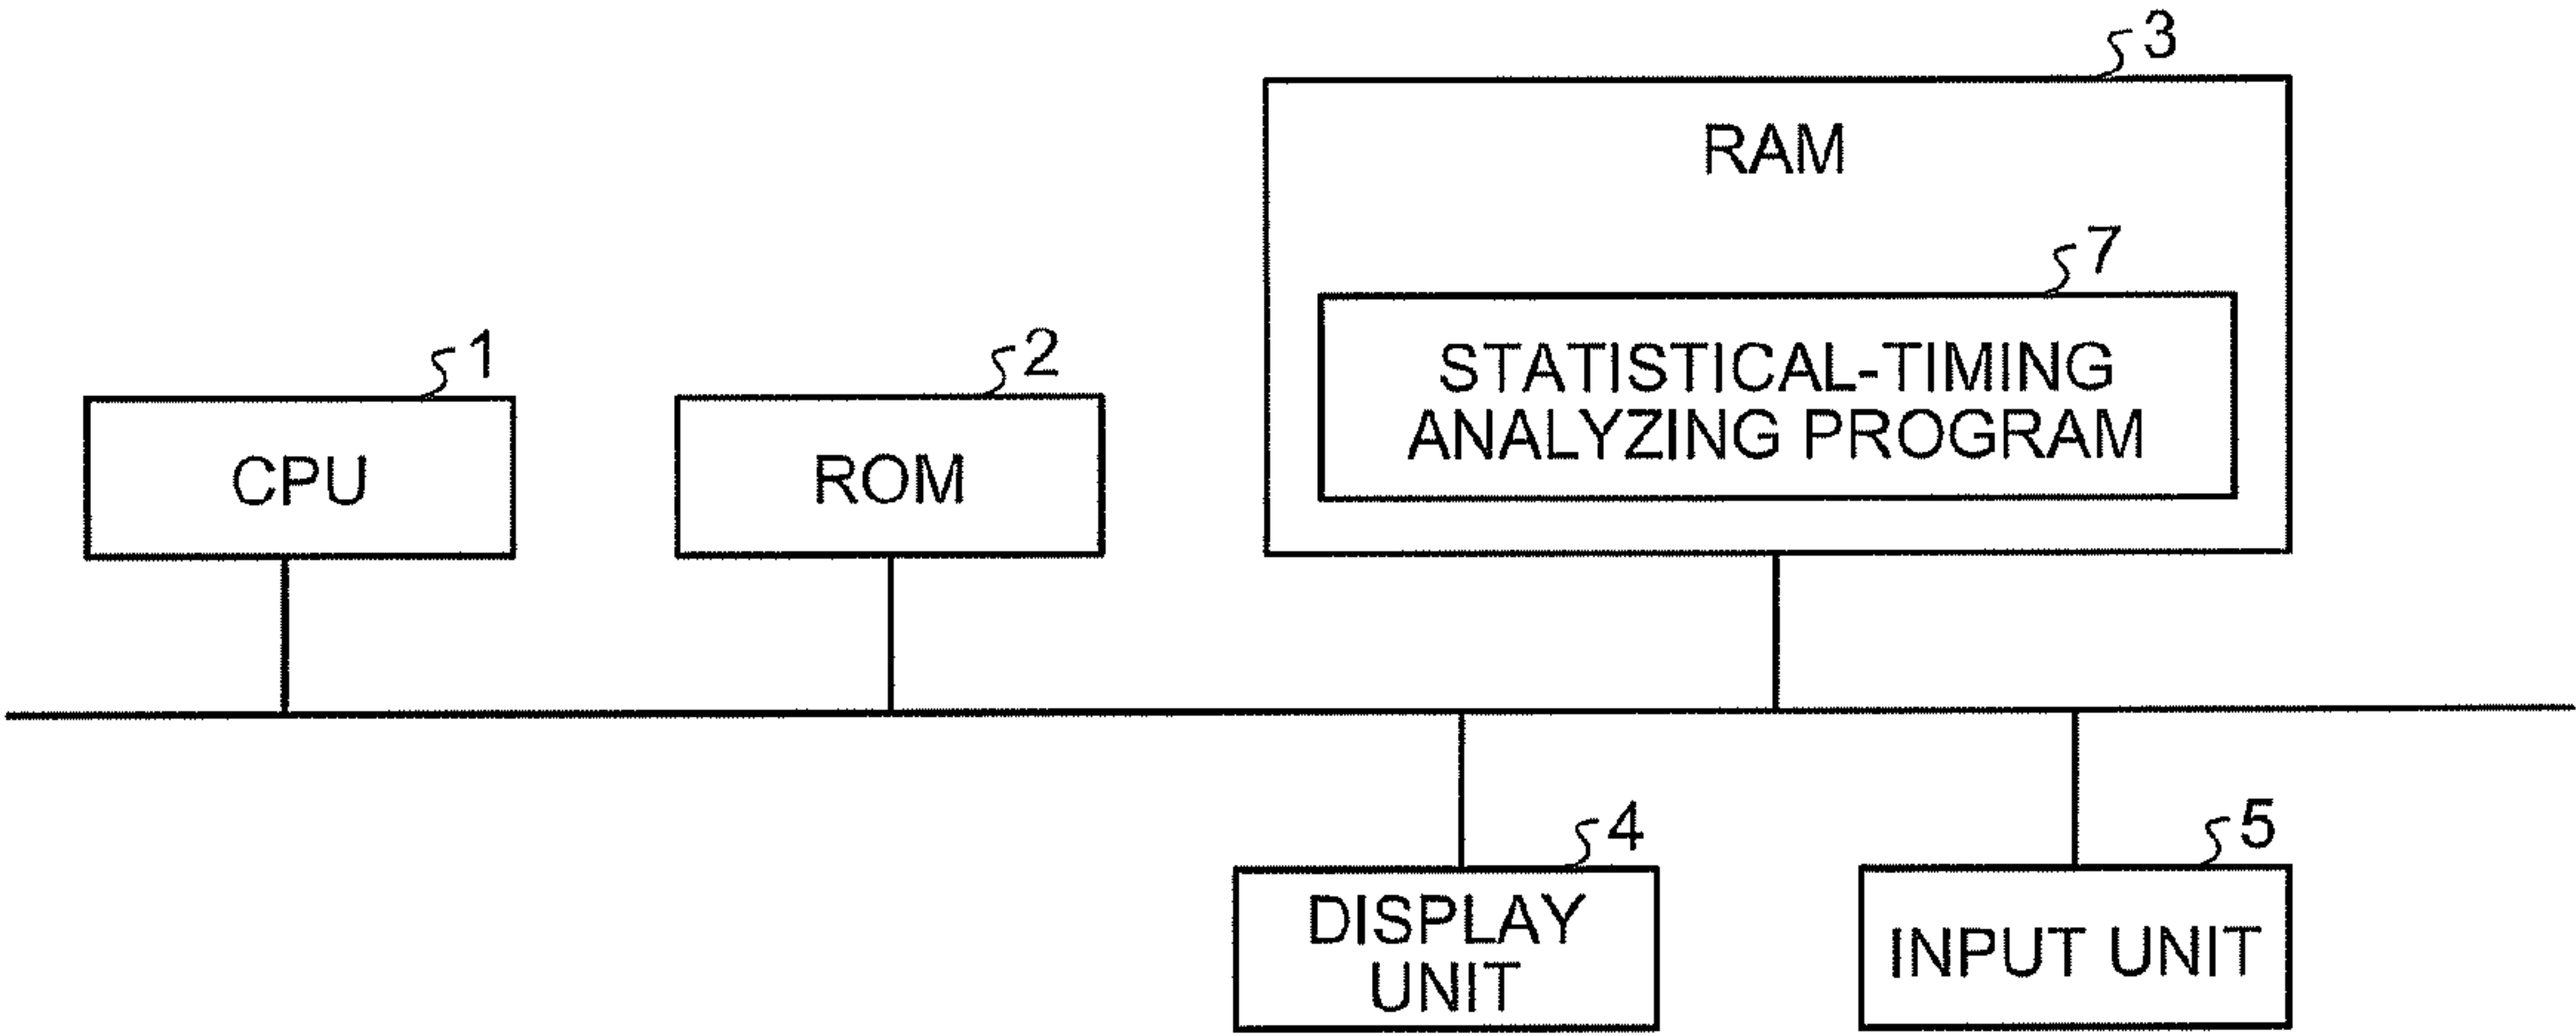 3
RAM
7
STATISTICAL-TIMING
ANALYZING PROGRAM
1
CPU
2
ROM
4
DISPLAY
UNIT
5
INPUT UNIT